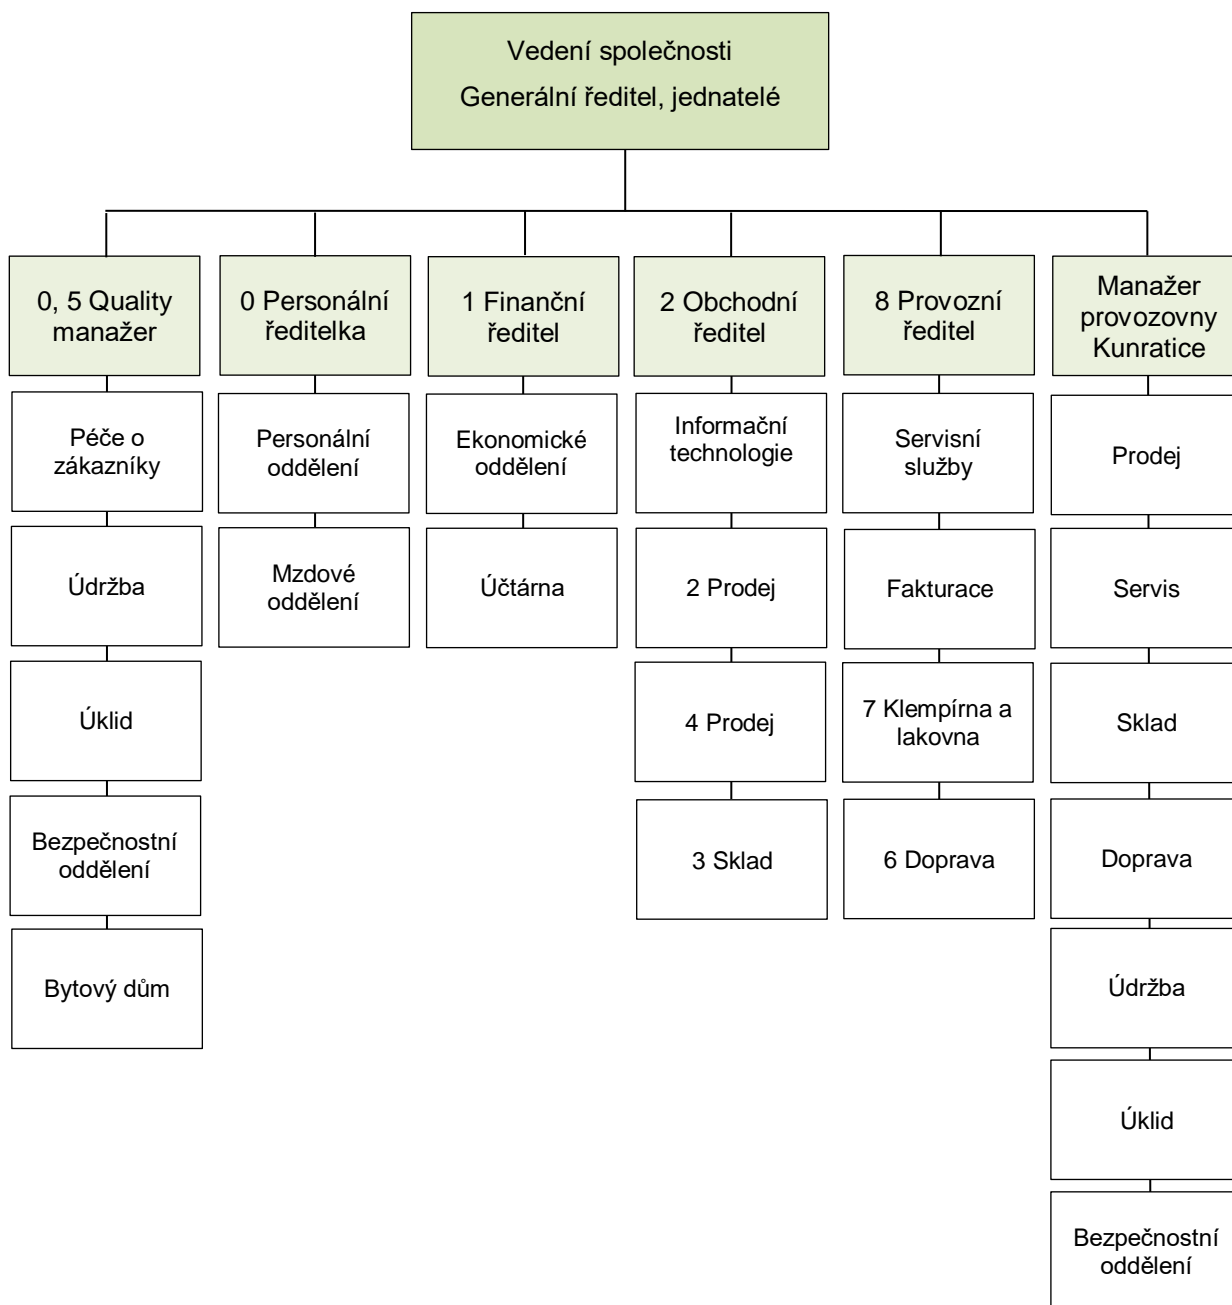 Vedení společnosti
Generální ředitel, jednatelé
0, 5 Quality
manažer
0 Personální
ředitelka
1 Finanční
ředitel
2 Obchodní
ředitel
8 Provozní
ředitel
Manažer
provozovny
Kunratice
Péče o
zákazníky
Personální
oddělení
Ekonomické
oddělení
Informační
technologie
Servisní
služby
Prodej
Údržba
Mzdové
oddělení
Účtárna
2 Prodej
Fakturace
Servis
Úklid
4 Prodej
7 Klempírna a
lakovna
Sklad
Bezpečnostní
oddělení
3 Sklad
6 Doprava
Doprava
Bytový dům
Údržba
Úklid
Bezpečnostní
oddělení